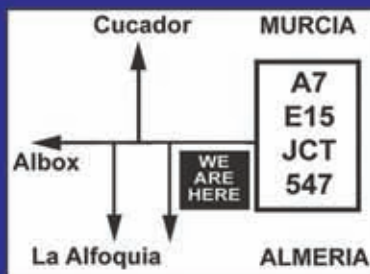 Cucador MURCIA
A7
E15
JCT
547
Albox
WE
ARE
HERE
La Alfoquia ALMERIA